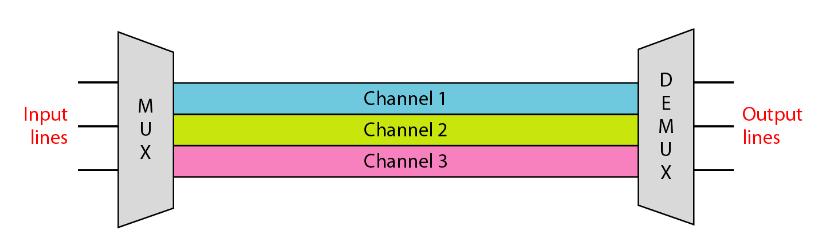 Input
lines
M
U
X
Channel 1
Channel 2
Channel 3
D
E
M
U
X
Output
lines